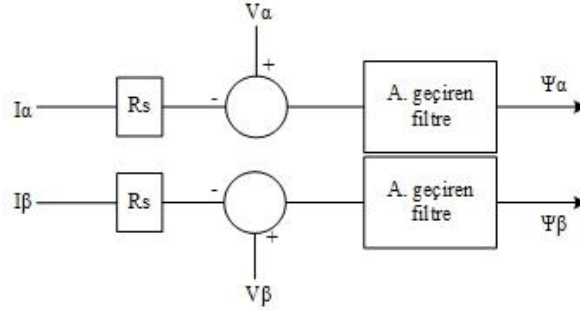 Vα
+
Iα
Rs
-
A. geçiren
filtre
Ψα
Iβ
Rs
-
+
A. geçiren
filtre
Ψβ
Vβ